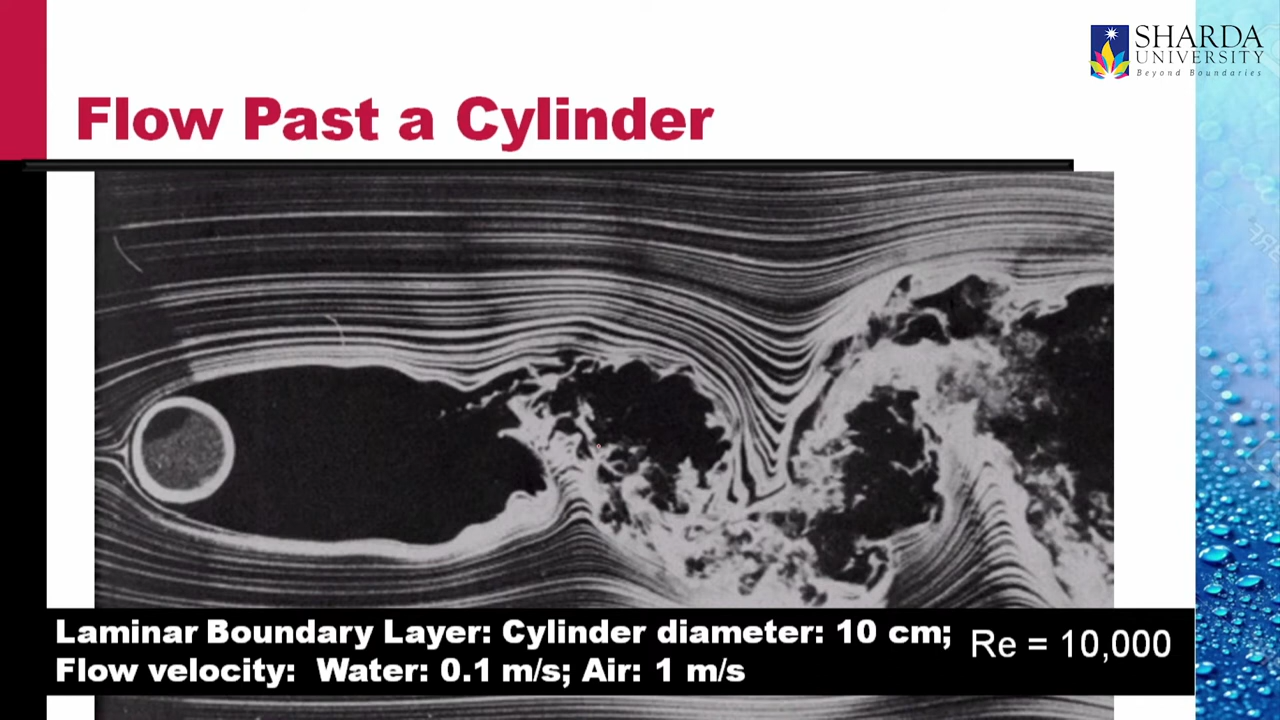 SHARDA
UNIVERSITY
Beyond Boundaries
Flow Past a Cylinder
Laminar Boundary Layer: Cylinder diameter: 10 cm;
Flow velocity: Water: 0.1 m/s; Air: 1 m/s
Re = 10,000